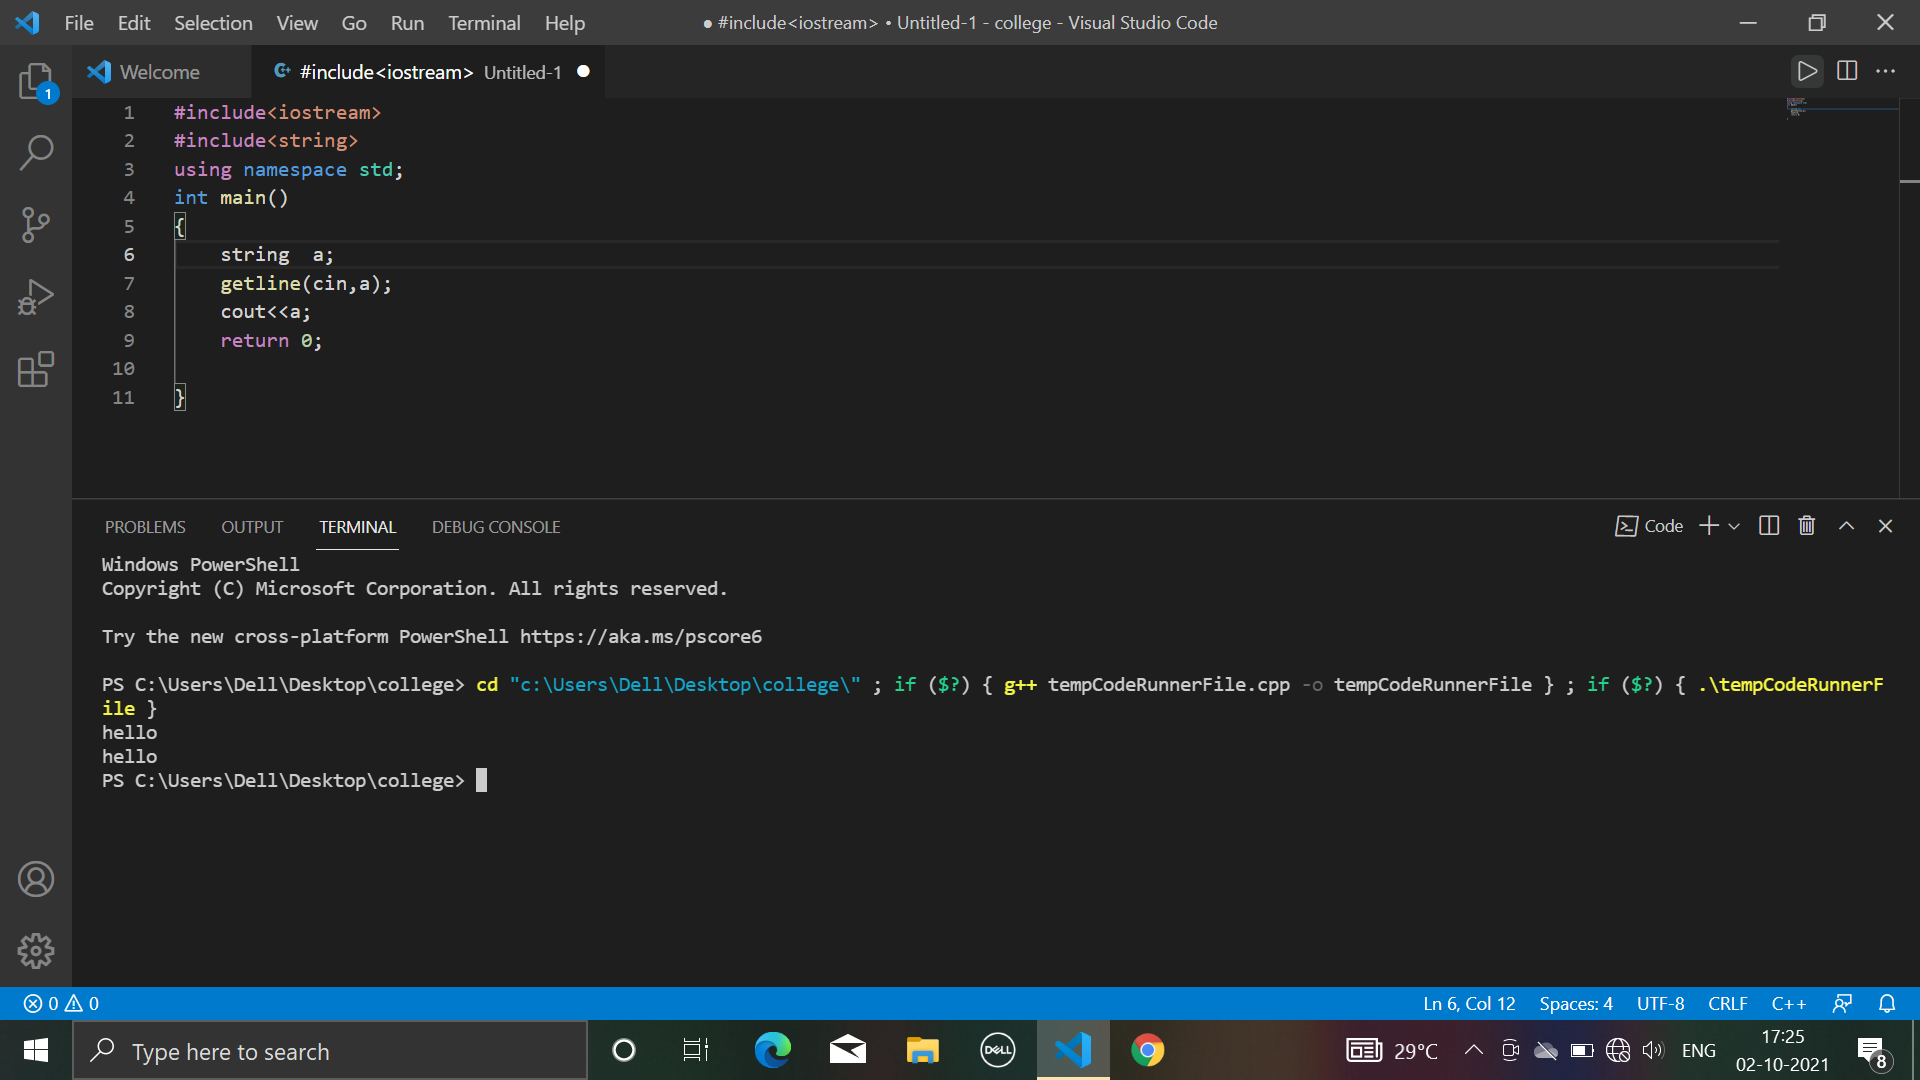 File Edit Selection View Go Run Terminal Help ● #include<iostream> • Untitled-1 - college - Visual Studio Code
Welcome #include<iostream> Untitled-1
1 #include<iostream>
2 #include<string>
3 using namespace std;
4 int main()
5 {
6 string  a;
7 getline(cin,a);
8 cout<<a;
9 return 0;
10
11 }
1
PROBLEMS OUTPUT TERMINAL DEBUG CONSOLE Code
Windows PowerShell
Copyright (C) Microsoft Corporation. All rights reserved.
Try the new cross-platform PowerShell https://aka.ms/pscore6
PS C:\Users\Dell\Desktop\college> cd "c:\Users\Dell\Desktop\college\" ; if ($?) { g++ tempCodeRunnerFile.cpp -o tempCodeRunnerFile } ; if ($?) { .\tempCodeRunnerF
ile }
hello
hello
PS C:\Users\Dell\Desktop\college>
0 0 Ln 6, Col 12 Spaces: 4 UTF-8 CRLF C++
Type here to search DELL 29°C ENG 17:25
02-10-2021 8